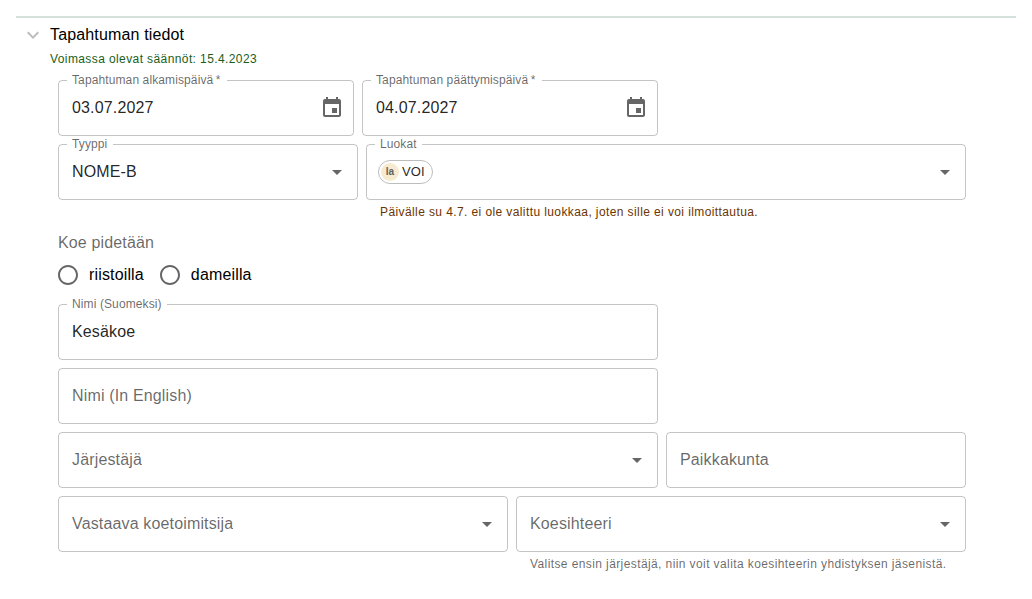 Tapahtuman tiedot
Voimassa olevat säännöt: 15.4.2023
Tapahtuman alkamispäivä *
Tapahtuman päättymispäivä *
03.07.2027
04.07.2027
Tyyppi
Luokat
NOME-B
la VOI
Päivälle su 4.7. ei ole valittu luokkaa, joten sille ei voi ilmoittautua.
Koe pidetään
riistoilla
dameilla
Nimi (Suomeksi)
Kesäkoe
Nimi (In English)
Järjestäjä
Paikkakunta
Vastaava koetoimitsija
Koesihteeri
Valitse ensin järjestäjä, niin voit valita koesihteerin yhdistyksen jäsenistä.